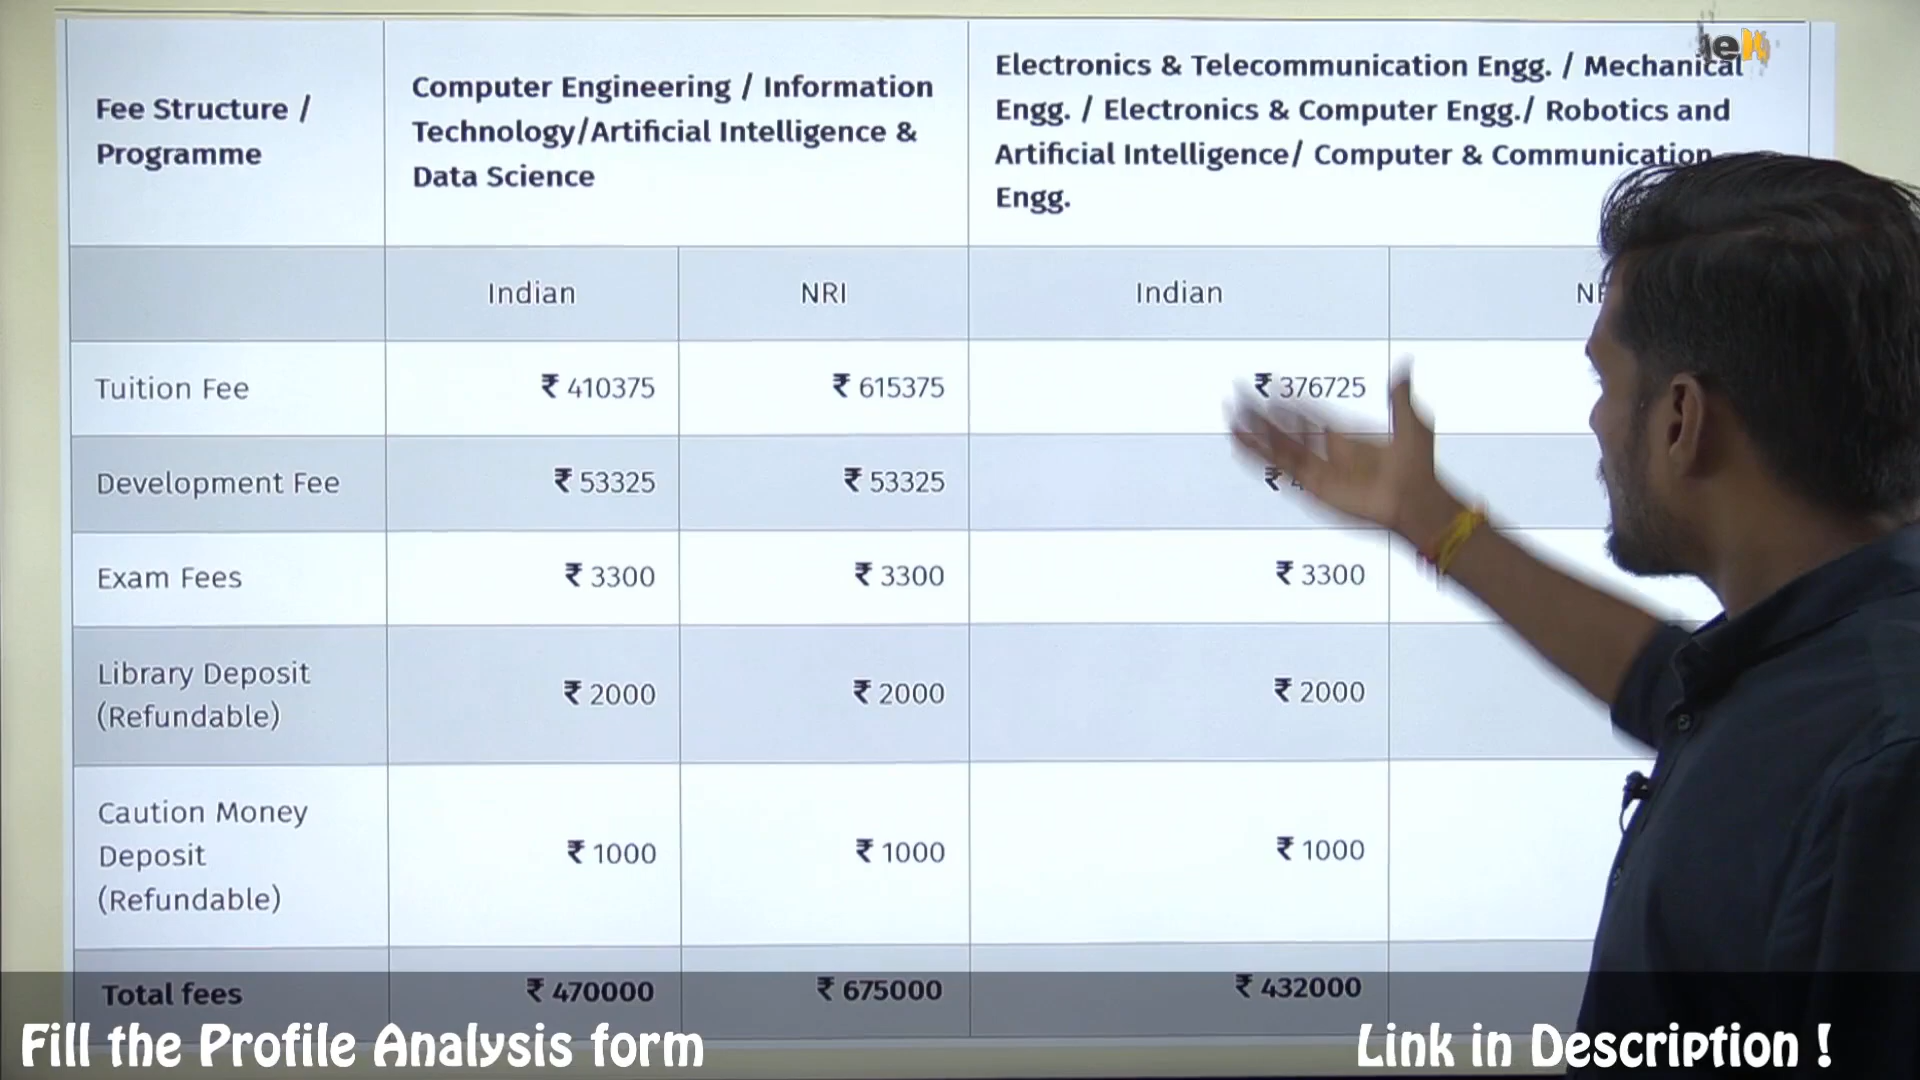 Fee Structure /
Programme
Computer Engineering / Information
Technology/Artificial Intelligence &
Data Science
Electronics & Telecommunication Engg. / Mechanical
Engg. / Electronics & Computer Engg./ Robotics and
Artificial Intelligence/ Computer & Communication
Engg.
Indian NRI Indian
Tuition Fee ₹ 410375 ₹ 615375 ₹ 376725
Development Fee ₹ 53325 ₹ 53325 ₹
Exam Fees ₹ 3300 ₹ 3300 ₹ 3300
Library Deposit
(Refundable)
₹ 2000 ₹ 2000 ₹ 2000
Caution Money
Deposit
(Refundable)
₹ 1000 ₹ 1000 ₹ 1000
Total fees ₹ 470000 ₹ 675000 ₹ 432000
Fill the Profile Analysis form
Link in Description !